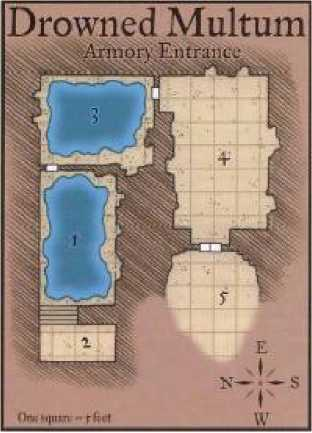 Drowned Multum
Armory Entrance
3
4
1
5
2
E
N S
W
One square = 5 feet